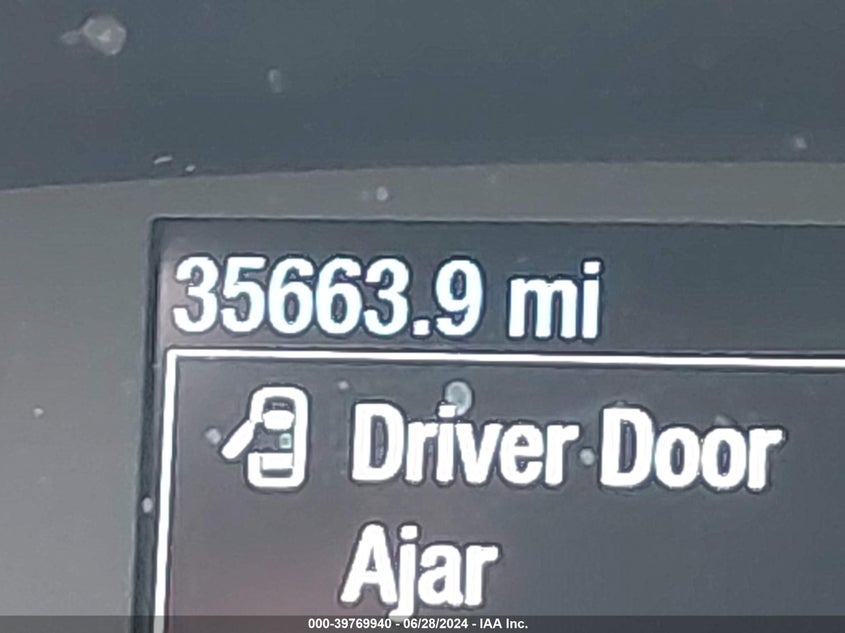 35663.9 mi
Driver Door
Ajar
000-39769940 - 06/28/2024 - IAA Inc.